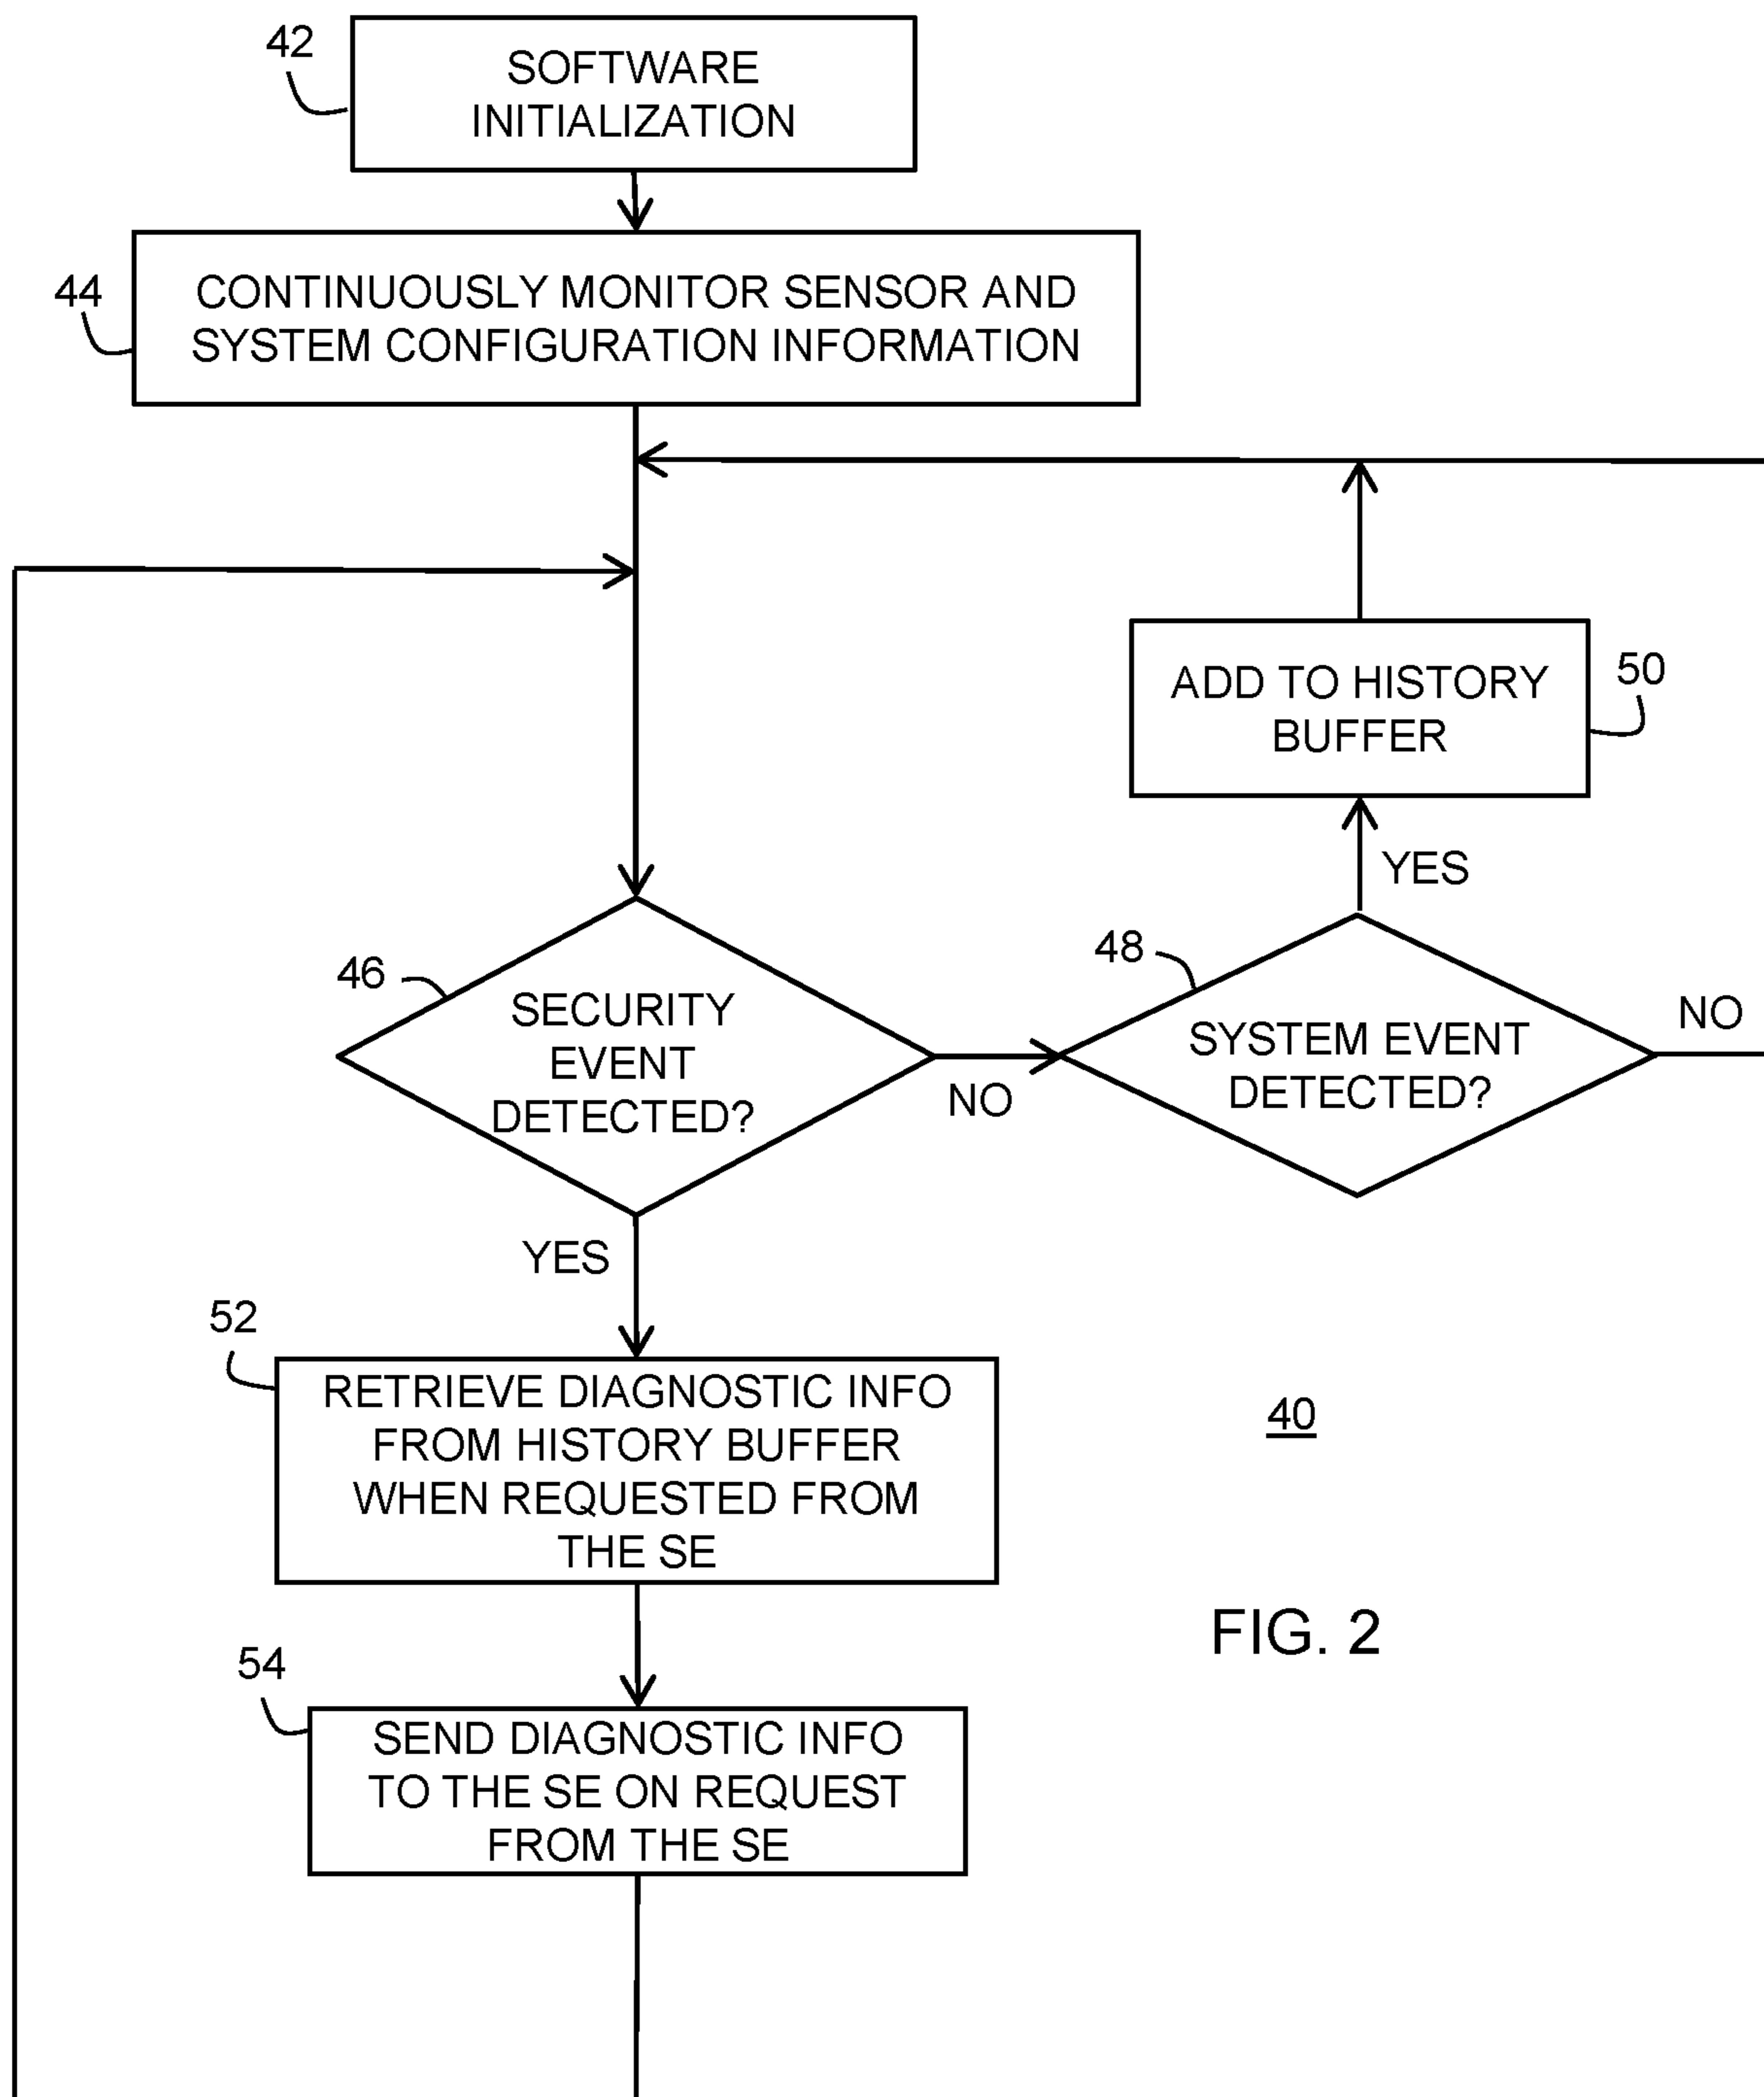 42
SOFTWARE
INITIALIZATION
44
CONTINUOUSLY MONITOR SENSOR AND
SYSTEM CONFIGURATION INFORMATION
ADD TO HISTORY
BUFFER
50
YES
46
SECURITY
EVENT
DETECTED?
NO
48
SYSTEM EVENT
DETECTED?
NO
YES
52
RETRIEVE DIAGNOSTIC INFO
FROM HISTORY BUFFER
WHEN REQUESTED FROM
THE SE
40
54
SEND DIAGNOSTIC INFO
TO THE SE ON REQUEST
FROM THE SE
FIG. 2